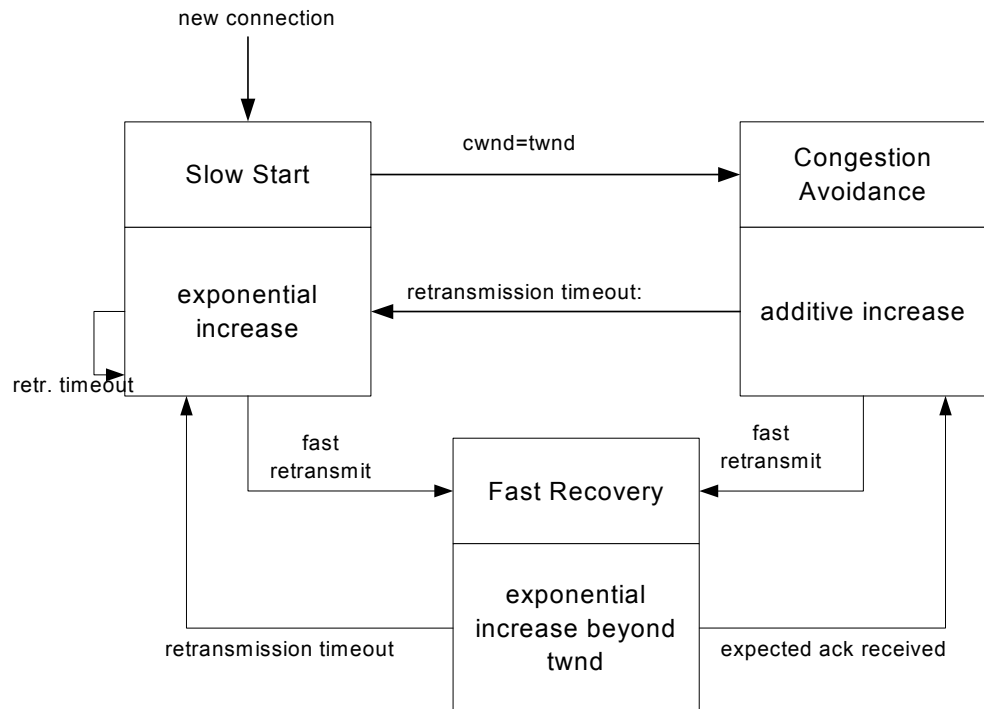 new connection
Slow Start
cwnd=twnd
Congestion
Avoidance
exponential
increase
retransmission timeout:
additive increase
retr. timeout
fast
retransmit
fast
retransmit
Fast Recovery
exponential
increase beyond
twnd
retransmission timeout
expected ack received